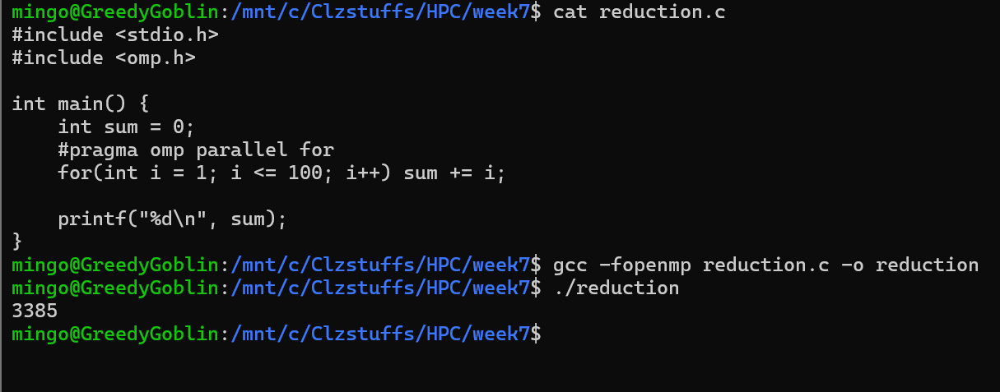 mingo@GreedyGoblin:/mnt/c/Clzstuffs/HPC/week7$ cat reduction.c
#include <stdio.h>
#include <omp.h>

int main() {
    int sum = 0;
    #pragma omp parallel for
    for(int i = 1; i <= 100; i++) sum += i;

    printf("%d\n", sum);
}
mingo@GreedyGoblin:/mnt/c/Clzstuffs/HPC/week7$ gcc -fopenmp reduction.c -o reduction
mingo@GreedyGoblin:/mnt/c/Clzstuffs/HPC/week7$ ./reduction
3385
mingo@GreedyGoblin:/mnt/c/Clzstuffs/HPC/week7$